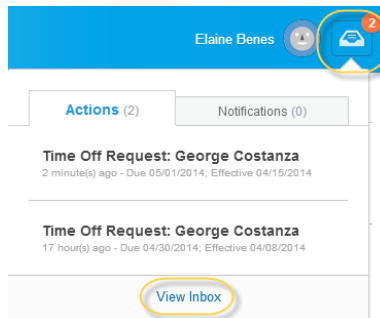 Elaine Benes
2
Actions (2)
Notifications (0)
Time Off Request: George Costanza
2 minute(s) ago - Due 05/01/2014; Effective 04/15/2014
Time Off Request: George Costanza
17 hour(s) ago - Due 04/30/2014; Effective 04/08/2014
View Inbox